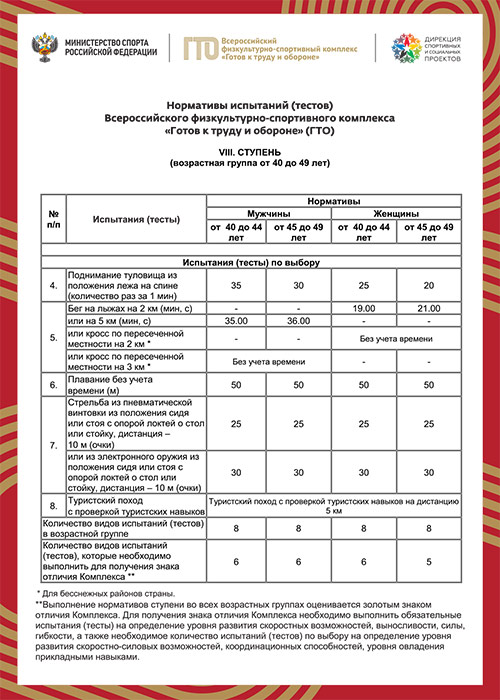 МИНИСТЕРСТВО СПОРТА
РОССИЙСКОЙ ФЕДЕРАЦИИ
ГТО
Всероссийский
физкультурно-спортивный комплекс
«Готов к труду и обороне»
ДИРЕКЦИЯ
СПОРТИВНЫХ
И СОЦИАЛЬНЫХ
ПРОЕКТОВ
Нормативы испытаний (тестов)
Всероссийского физкультурно-спортивного комплекса
«Готов к труду и обороне» (ГТО)
VIII. СТУПЕНЬ
(возрастная группа от 40 до 49 лет)
№ п/п Испытания (тесты) Нормативы
Мужчины Женщины
от 40 до 44 лет от 45 до 49 лет от 40 до 44 лет от 45 до 49 лет
Испытания (тесты) по выбору
4. Поднимание туловища из
положения лежа на спине 35 30 25 20
(количество раз за 1 мин)
5. Бег на лыжах на 2 км (мин, с) - - 19.00 21.00
или на 5 км (мин, с) 35.00 36.00 - -
или кросс по пересеченной
местности на 2 км * - - Без учета времени
или кросс по пересеченной
местности на 3 км * Без учета времени - -
6. Плавание без учета
времени (м) 50 50 50 50
7. Стрельба из пневматической
винтовки из положения сидя
или стоя с опорой локтей о стол 25 25 25 25
или стойку, дистанция –
10 м (очки)
или из электронного оружия из
положения сидя или стоя с 30 30 30 30
опорой локтей о стол или
стойку, дистанция – 10 м (очки)
8. Туристский поход
с проверкой туристских навыков Туристский поход с проверкой туристских навыков на дистанцию
5 км
Количество видов испытаний (тестов)
в возрастной группе 8 8 8 8
Количество видов испытаний
(тестов), которые необходимо
выполнить для получения знака 6 6 6 5
отличия Комплекса **
* Для бесснежных районов страны.
**Выполнение нормативов ступени во всех возрастных группах оценивается золотым знаком
отличия Комплекса. Для получения знака отличия Комплекса необходимо выполнить обязательные
испытания (тесты) на определение уровня развития скоростных возможностей, выносливости, силы,
гибкости, а также необходимое количество испытаний (тестов) по выбору на определение уровня
развития скоростно-силовых возможностей, координационных способностей, уровня овладения
прикладными навыками.